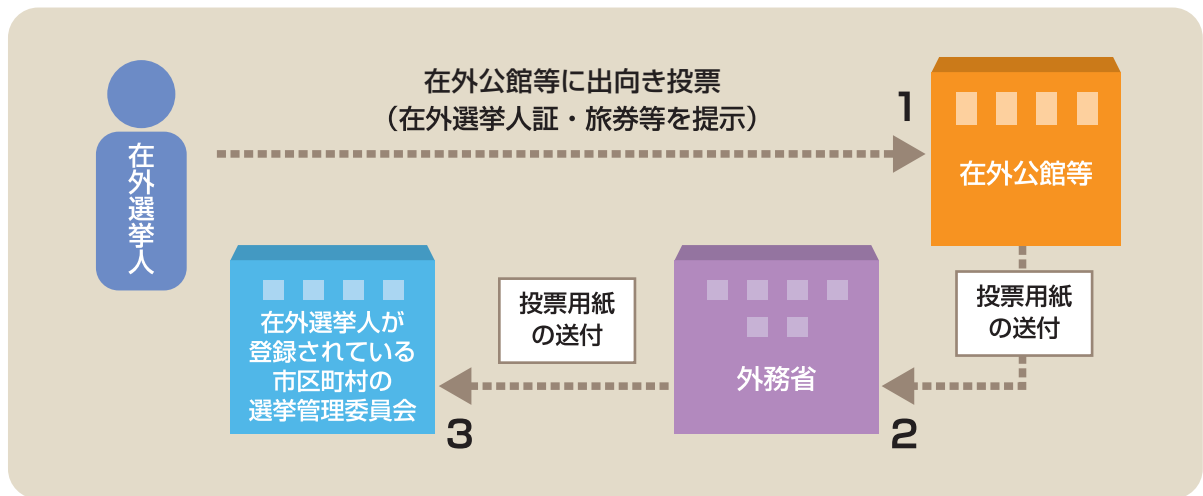 在外選挙人
在外公館等に出向き投票
（在外選挙人証・旅券等を提示）
1
在外公館等
投票用紙
の送付
2
外務省
投票用紙
の送付
3
在外選挙人が
登録されている
市区町村の
選挙管理委員会